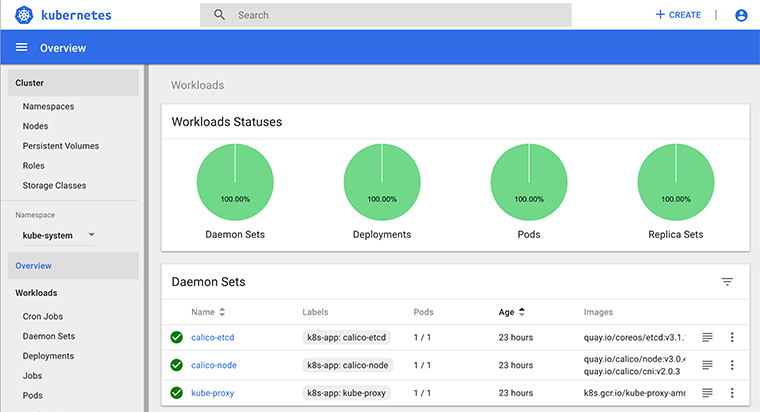 kubernetes
Search
+ CREATE
Overview
Cluster
Namespaces
Nodes
Persistent Volumes
Roles
Storage Classes
Namespace
kube-system
Overview
Workloads
Cron Jobs
Daemon Sets
Deployments
Jobs
Pods
Workloads
Workloads Statuses
100.00% 100.00% 100.00% 100.00%
Daemon Sets Deployments Pods Replica Sets
Daemon Sets
Name Labels Pods Age Images
calico-etcd k8s-app: calico-etcd 1 / 1 23 hours quay.io/coreos/etcd:v3.1.
calico-node k8s-app: calico-node 1 / 1 23 hours quay.io/calico/node:v3.0.
quay.io/calico/cni:v2.0.3
kube-proxy k8s-app: kube-proxy 1 / 1 23 hours k8s.gcr.io/kube-proxy-am